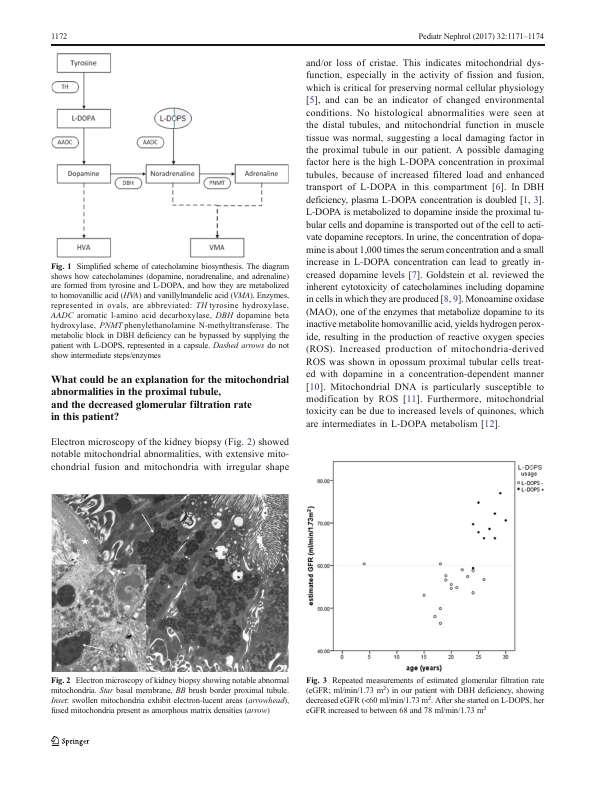 1172
Pediatr Nephrol (2017) 32:1171–1174
Tyrosine
TH
L-DOPA
L-DOPS
AADC
AADC
Dopamine
Noradrenaline
Adrenaline
DBH
PNMT
HVA
VMA
Fig. 1 Simplified scheme of catecholamine biosynthesis. The diagram
shows how catecholamines (dopamine, noradrenaline, and adrenaline)
are formed from tyrosine and L-DOPA, and how they are metabolized
to homovanillic acid (HVA) and vanillylmandelic acid (VMA). Enzymes,
represented in ovals, are abbreviated: TH tyrosine hydroxylase,
AADC aromatic l-amino acid decarboxylase, DBH dopamine beta
hydroxylase, PNMT phenylethanolamine N-methyltransferase. The
metabolic block in DBH deficiency can be bypassed by supplying the
patient with L-DOPS, represented in a capsule. Dashed arrows do not
show intermediate steps/enzymes
What could be an explanation for the mitochondrial
abnormalities in the proximal tubule,
and the decreased glomerular filtration rate
in this patient?
Electron microscopy of the kidney biopsy (Fig. 2) showed
notable mitochondrial abnormalities, with extensive mito-
chondrial fusion and mitochondria with irregular shape
Fig. 2 Electron microscopy of kidney biopsy showing notable abnormal
mitochondria. Star basal membrane, BB brush border proximal tubule.
Inset: swollen mitochondria exhibit electron-lucent areas (arrowhead),
fused mitochondria present as amorphous matrix densities (arrow)
and/or loss of cristae. This indicates mitochondrial dys-
function, especially in the activity of fission and fusion,
which is critical for preserving normal cellular physiology
[5], and can be an indicator of changed environmental
conditions. No histological abnormalities were seen at
the distal tubules, and mitochondrial function in muscle
tissue was normal, suggesting a local damaging factor in
the proximal tubule in our patient. A possible damaging
factor here is the high L-DOPA concentration in proximal
tubules, because of increased filtered load and enhanced
transport of L-DOPA in this compartment [6]. In DBH
deficiency, plasma L-DOPA concentration is doubled [1, 3].
L-DOPA is metabolized to dopamine inside the proximal tu-
bular cells and dopamine is transported out of the cell to acti-
vate dopamine receptors. In urine, the concentration of dopa-
mine is about 1,000 times the serum concentration and a small
increase in L-DOPA concentration can lead to greatly in-
creased dopamine levels [7]. Goldstein et al. reviewed the
inherent cytotoxicity of catecholamines including dopamine
in cells in which they are produced [8, 9]. Monoamine oxidase
(MAO), one of the enzymes that metabolize dopamine to its
inactive metabolite homovanillic acid, yields hydrogen perox-
ide, resulting in the production of reactive oxygen species
(ROS). Increased production of mitochondria-derived
ROS was shown in opossum proximal tubular cells treat-
ed with dopamine in a concentration-dependent manner
[10]. Mitochondrial DNA is particularly susceptible to
modification by ROS [11]. Furthermore, mitochondrial
toxicity can be due to increased levels of quinones, which
are intermediates in L-DOPA metabolism [12].
L-DOPS
usage
L-DOPS -
L-DOPS +
80.00
70.00
60.00
50.00
40.00
estimated GFR (ml/min/1.73m²)
0 5 10 15 20 25 30
age (years)
Fig. 3 Repeated measurements of estimated glomerular filtration rate
(eGFR; ml/min/1.73 m²) in our patient with DBH deficiency, showing
decreased eGFR (<60 ml/min/1.73 m². After she started on L-DOPS, her
eGFR increased to between 68 and 78 ml/min/1.73 m²
Springer